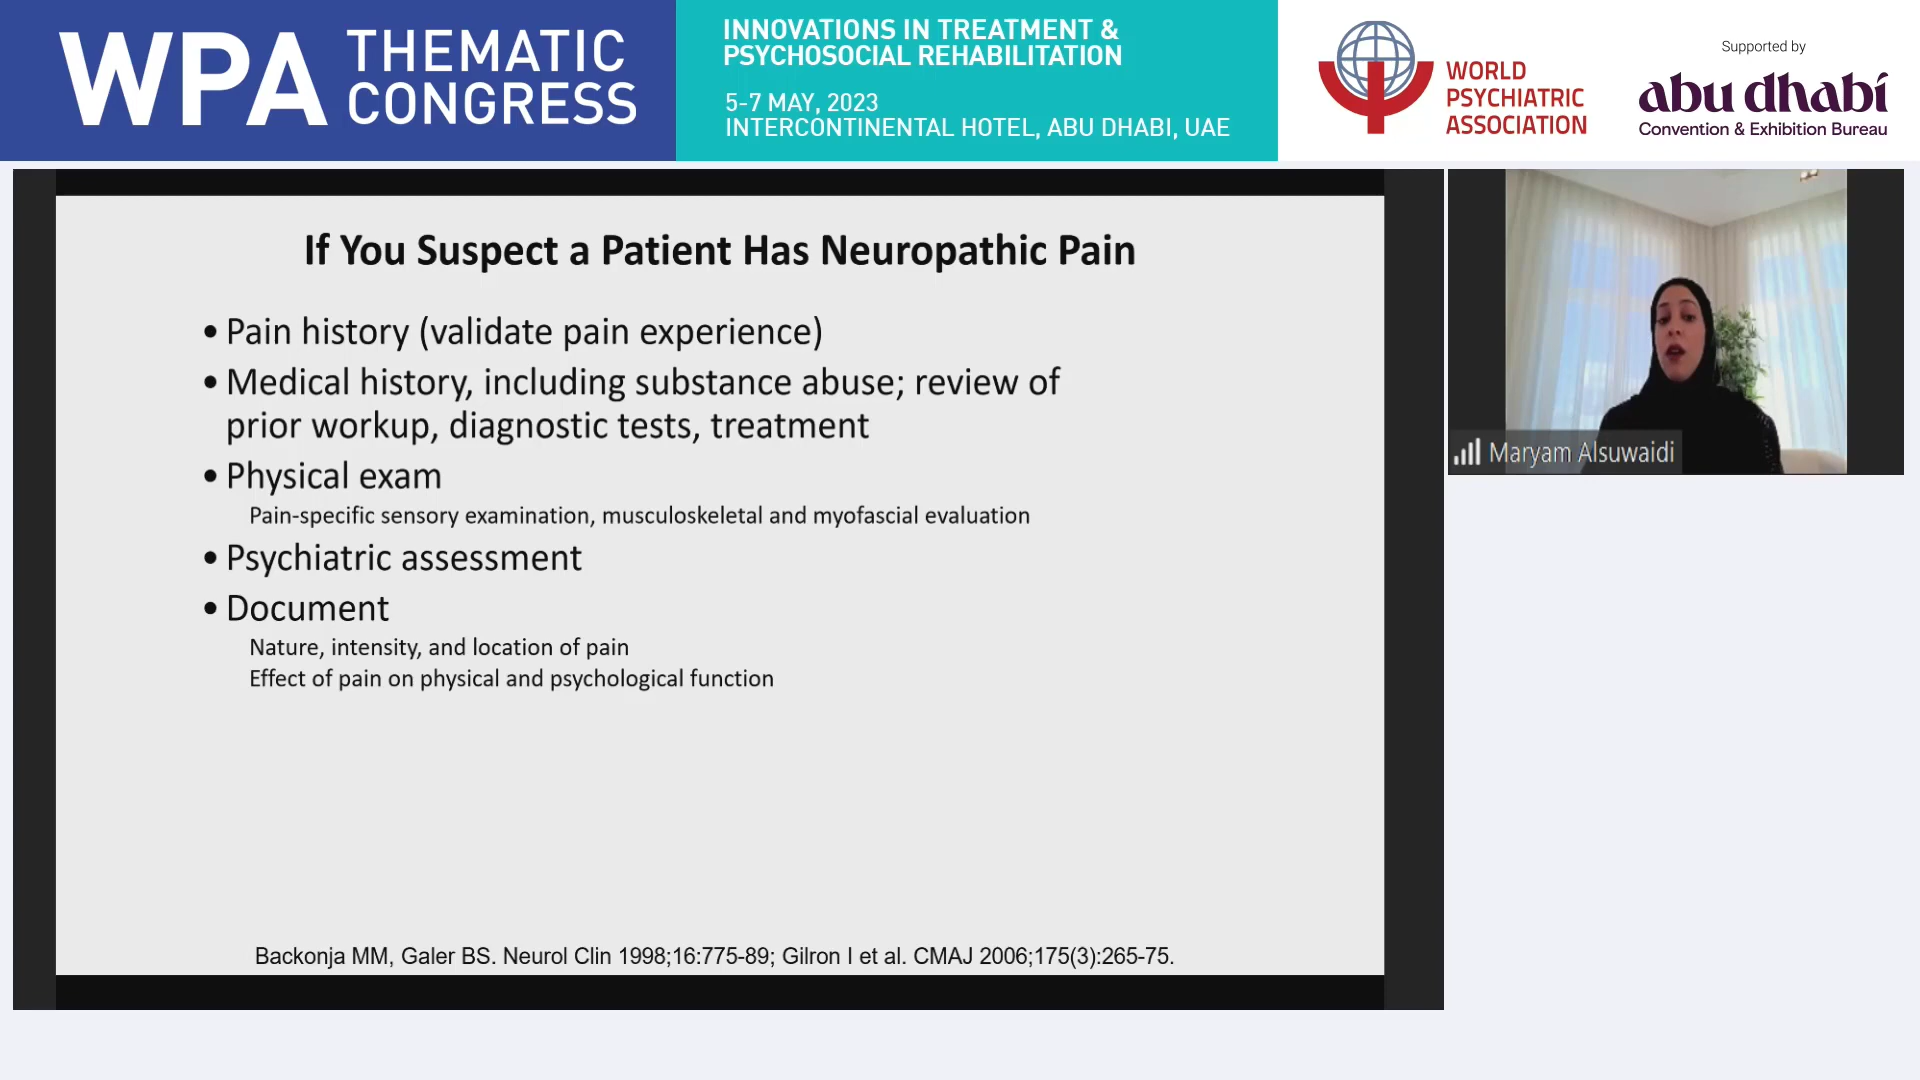 WPA THEMATIC
CONGRESS
INNOVATIONS IN TREATMENT &
PSYCHOSOCIAL REHABILITATION
5-7 MAY, 2023
INTERCONTINENTAL HOTEL, ABU DHABI, UAE
WORLD
PSYCHIATRIC
ASSOCIATION
Supported by
abu dhabi
Convention & Exhibition Bureau
If You Suspect a Patient Has Neuropathic Pain
• Pain history (validate pain experience)
• Medical history, including substance abuse; review of
prior workup, diagnostic tests, treatment
• Physical exam
Pain-specific sensory examination, musculoskeletal and myofascial evaluation
• Psychiatric assessment
• Document
Nature, intensity, and location of pain
Effect of pain on physical and psychological function
Backonja MM, Galer BS. Neurol Clin 1998;16:775-89; Gilron I et al. CMAJ 2006;175(3):265-75.
Maryam Alsuwaidi